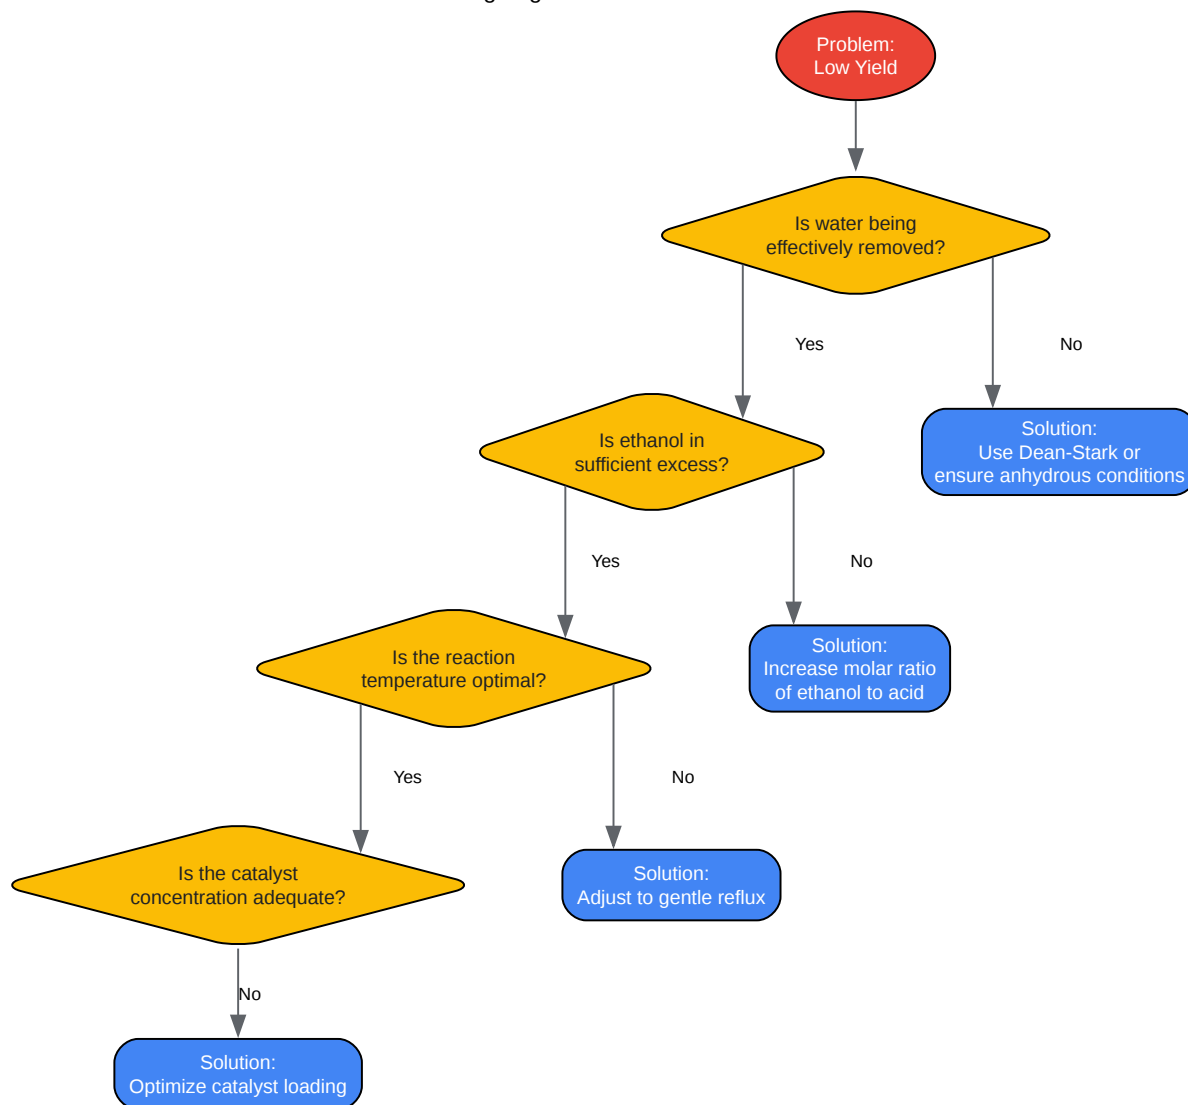 Problem:
Low Yield
Is water being
effectively removed?
Yes
No
Is ethanol in
sufficient excess?
Solution:
Use Dean-Stark or
ensure anhydrous conditions
Yes
No
Is the reaction
temperature optimal?
Solution:
Increase molar ratio
of ethanol to acid
Yes
No
Is the catalyst
concentration adequate?
Solution:
Adjust to gentle reflux
No
Solution:
Optimize catalyst loading